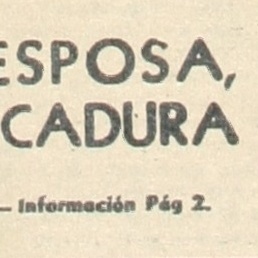 ESPOSA,
CADURA
— Información Pág 2.